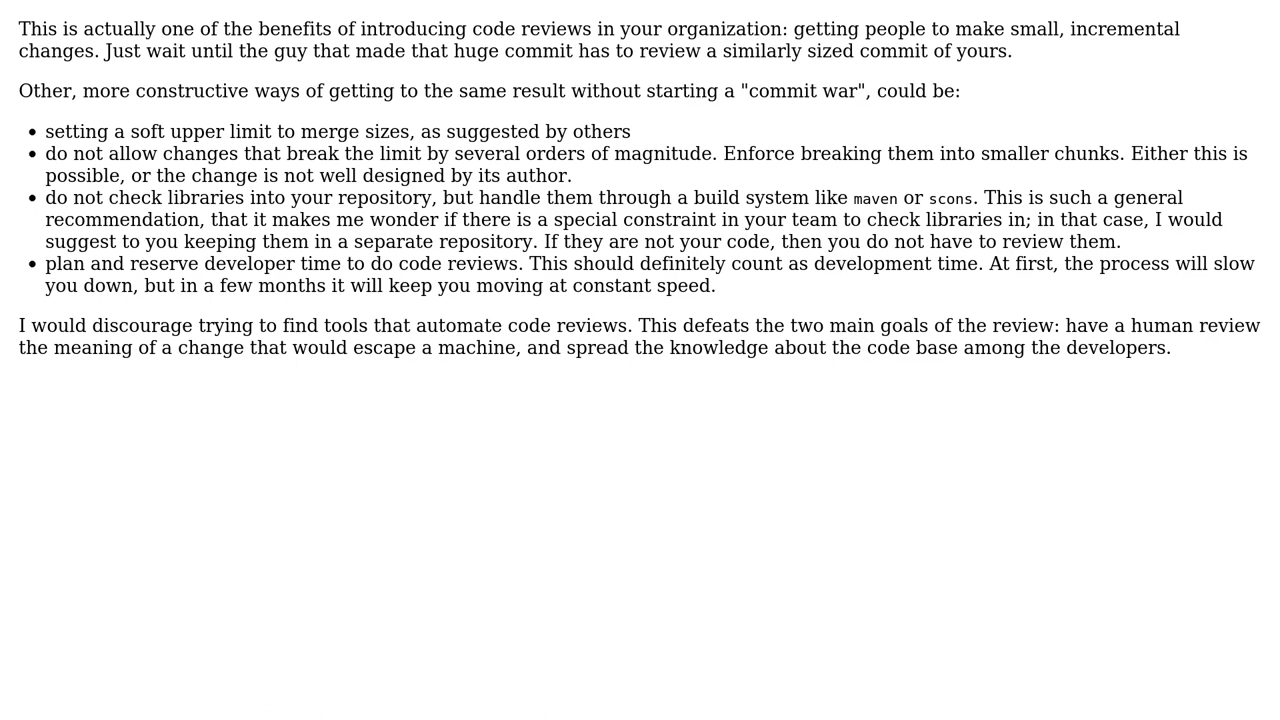 This is actually one of the benefits of introducing code reviews in your organization: getting people to make small, incremental
changes. Just wait until the guy that made that huge commit has to review a similarly sized commit of yours.
Other, more constructive ways of getting to the same result without starting a "commit war", could be:
• setting a soft upper limit to merge sizes, as suggested by others
• do not allow changes that break the limit by several orders of magnitude. Enforce breaking them into smaller chunks. Either this is
possible, or the change is not well designed by its author.
• do not check libraries into your repository, but handle them through a build system like maven or scons. This is such a general
recommendation, that it makes me wonder if there is a special constraint in your team to check libraries in; in that case, I would
suggest to you keeping them in a separate repository. If they are not your code, then you do not have to review them.
• plan and reserve developer time to do code reviews. This should definitely count as development time. At first, the process will slow
you down, but in a few months it will keep you moving at constant speed.
I would discourage trying to find tools that automate code reviews. This defeats the two main goals of the review: have a human review
the meaning of a change that would escape a machine, and spread the knowledge about the code base among the developers.